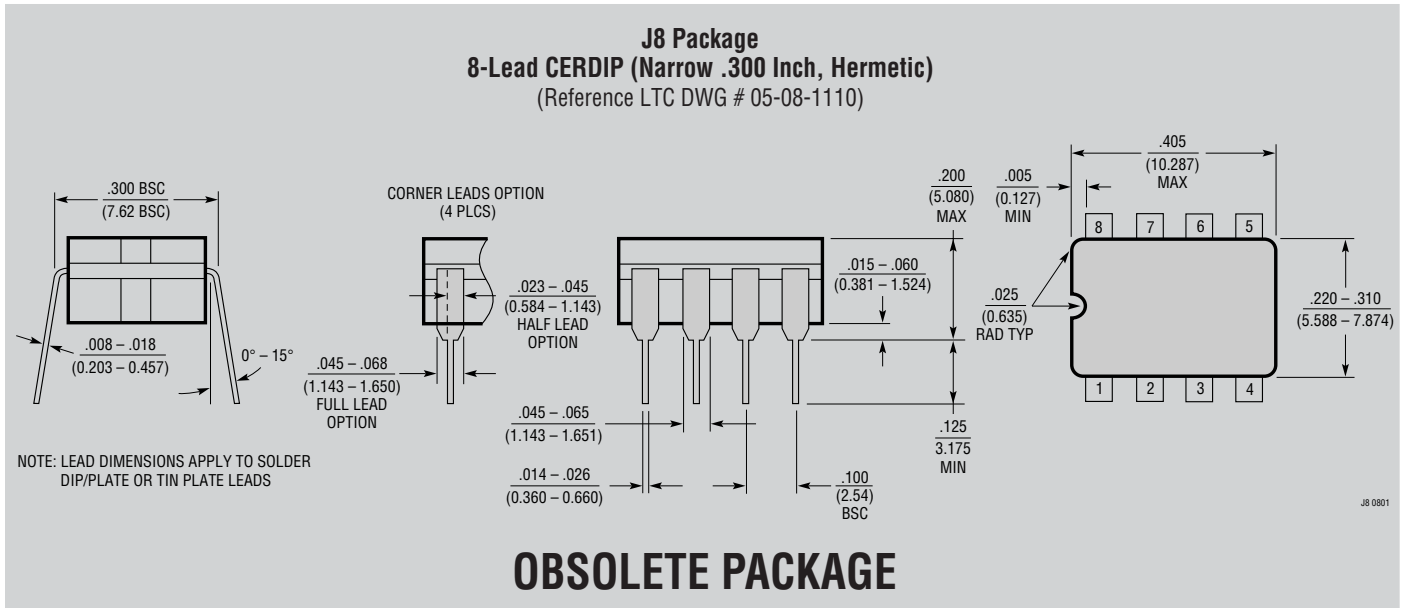 J8 Package
8-Lead CERDIP (Narrow .300 Inch, Hermetic)
(Reference LTC DWG # 05-08-1110)
.300 BSC
(7.62 BSC)
.008 – .018
(0.203 – 0.457)
0° – 15°
NOTE: LEAD DIMENSIONS APPLY TO SOLDER
DIP/PLATE OR TIN PLATE LEADS
CORNER LEADS OPTION
(4 PLCS)
.023 – .045
(0.584 – 1.143)
HALF LEAD
OPTION
.045 – .068
(1.143 – 1.650)
FULL LEAD
OPTION
.200
(5.080)
MAX
.015 – .060
(0.381 – 1.524)
.045 – .065
(1.143 – 1.651)
.014 – .026
(0.360 – 0.660)
.100
(2.54)
BSC
.125
3.175
MIN
.005
(0.127)
MIN
.405
(10.287)
MAX
8 7 6 5
.025
(0.635)
RAD TYP
.220 – .310
(5.588 – 7.874)
1 2 3 4
J8 0801
OBSOLETE PACKAGE